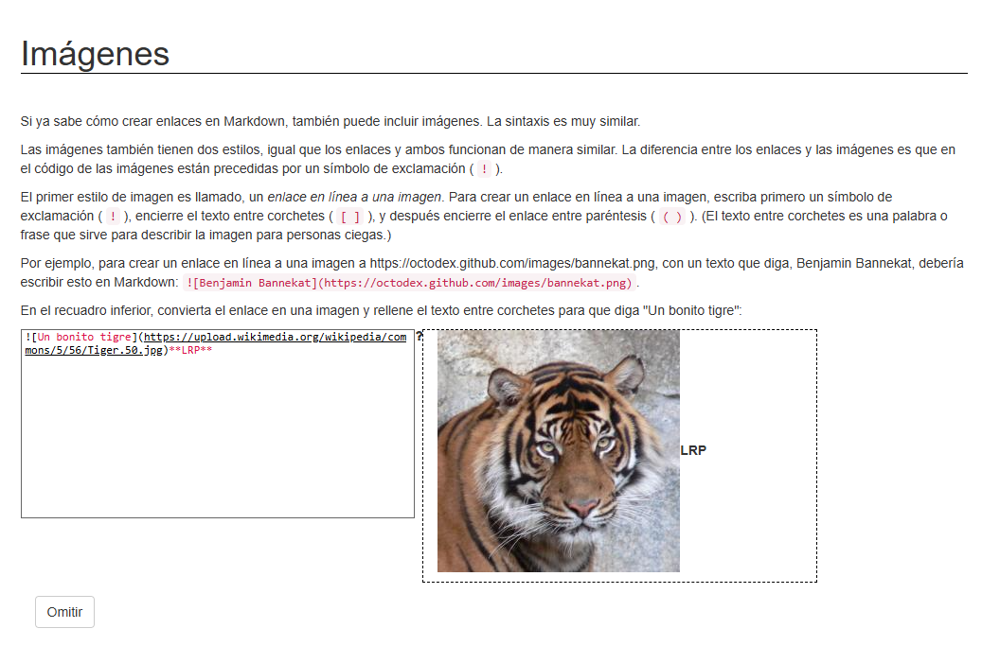 Imágenes
Si ya sabe cómo crear enlaces en Markdown, también puede incluir imágenes. La sintaxis es muy similar.
Las imágenes también tienen dos estilos, igual que los enlaces y ambos funcionan de manera similar. La diferencia entre los enlaces y las imágenes es que en
el código de las imágenes están precedidas por un símbolo de exclamación ( ! ).
El primer estilo de imagen es llamado, un enlace en línea a una imagen. Para crear un enlace en línea a una imagen, escriba primero un símbolo de
exclamación ( ! ), encierre el texto entre corchetes ( [ ] ), y después encierre el enlace entre paréntesis ( ( ) ). (El texto entre corchetes es una palabra o
frase que sirve para describir la imagen para personas ciegas.)
Por ejemplo, para crear un enlace en línea a una imagen a https://octodex.github.com/images/bannekat.png, con un texto que diga, Benjamin Bannekat, debería
escribir esto en Markdown: ![Benjamin Bannekat](https://octodex.github.com/images/bannekat.png) .
En el recuadro inferior, convierta el enlace en una imagen y rellene el texto entre corchetes para que diga "Un bonito tigre":
![Un bonito tigre](https://upload.wikimedia.org/wikipedia/com
mons/5/56/Tiger.50.jpg)**LRP**
?
LRP
Omitir